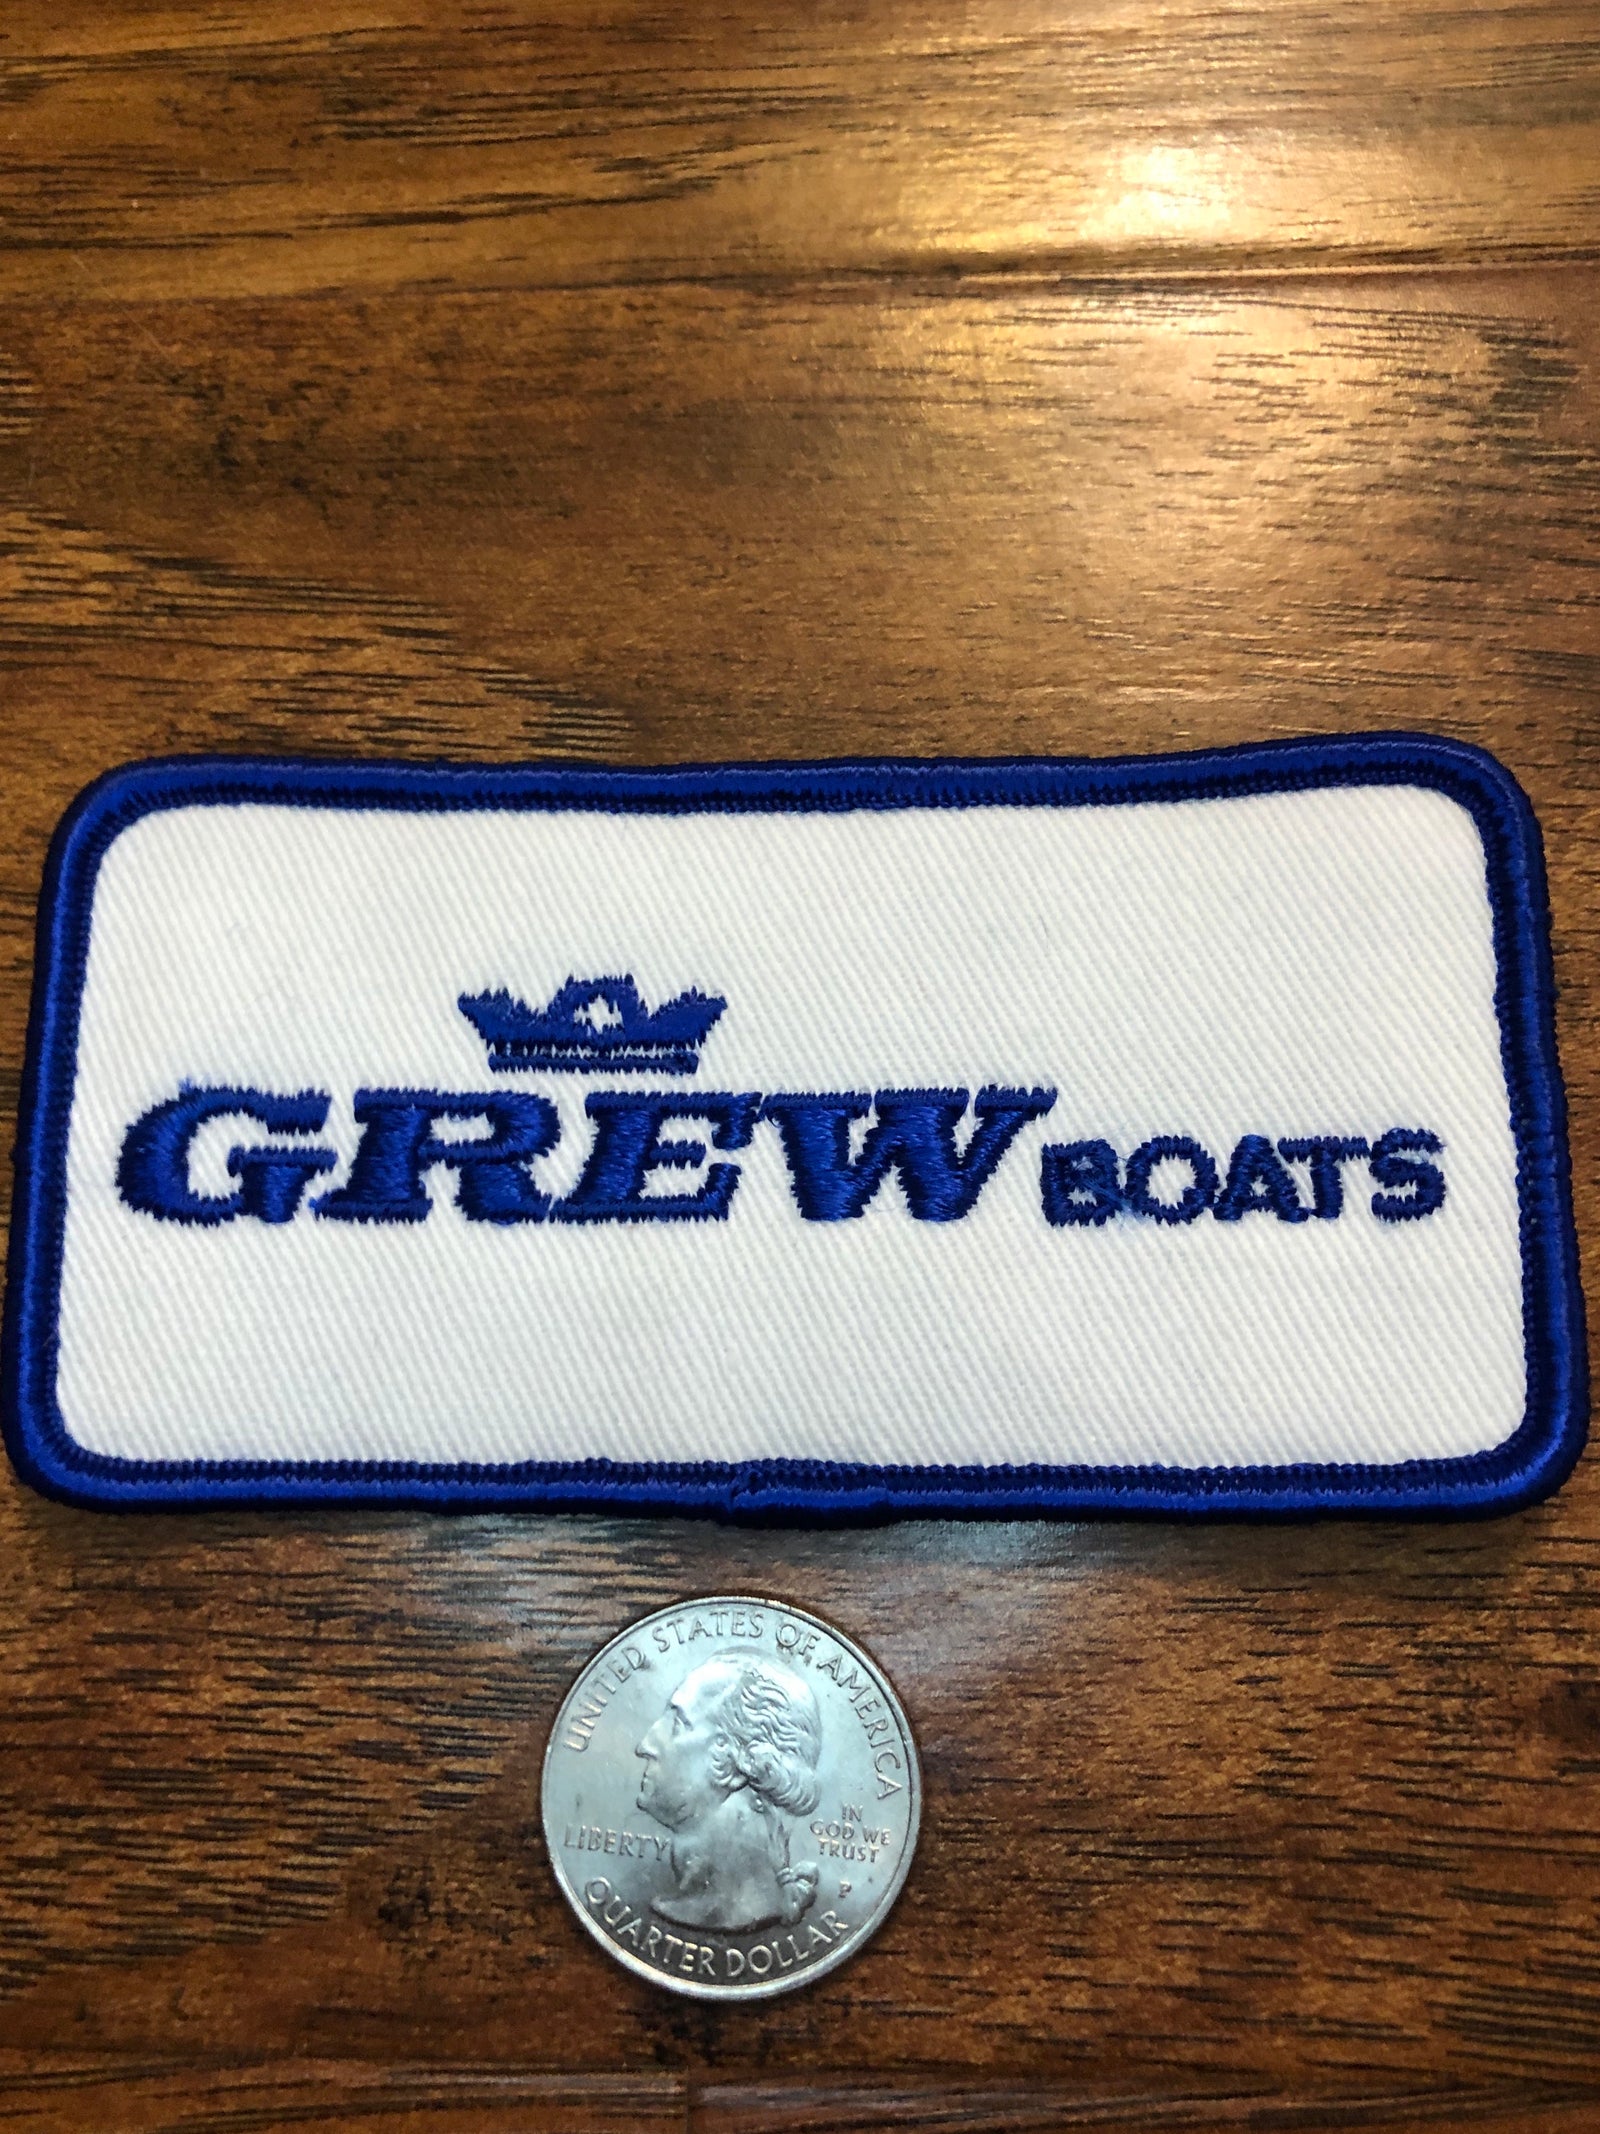 GREW BOATS
UNITED STATES OF AMERICA
LIBERTY
IN
GOD WE
TRUST
P
QUARTER DOLLAR